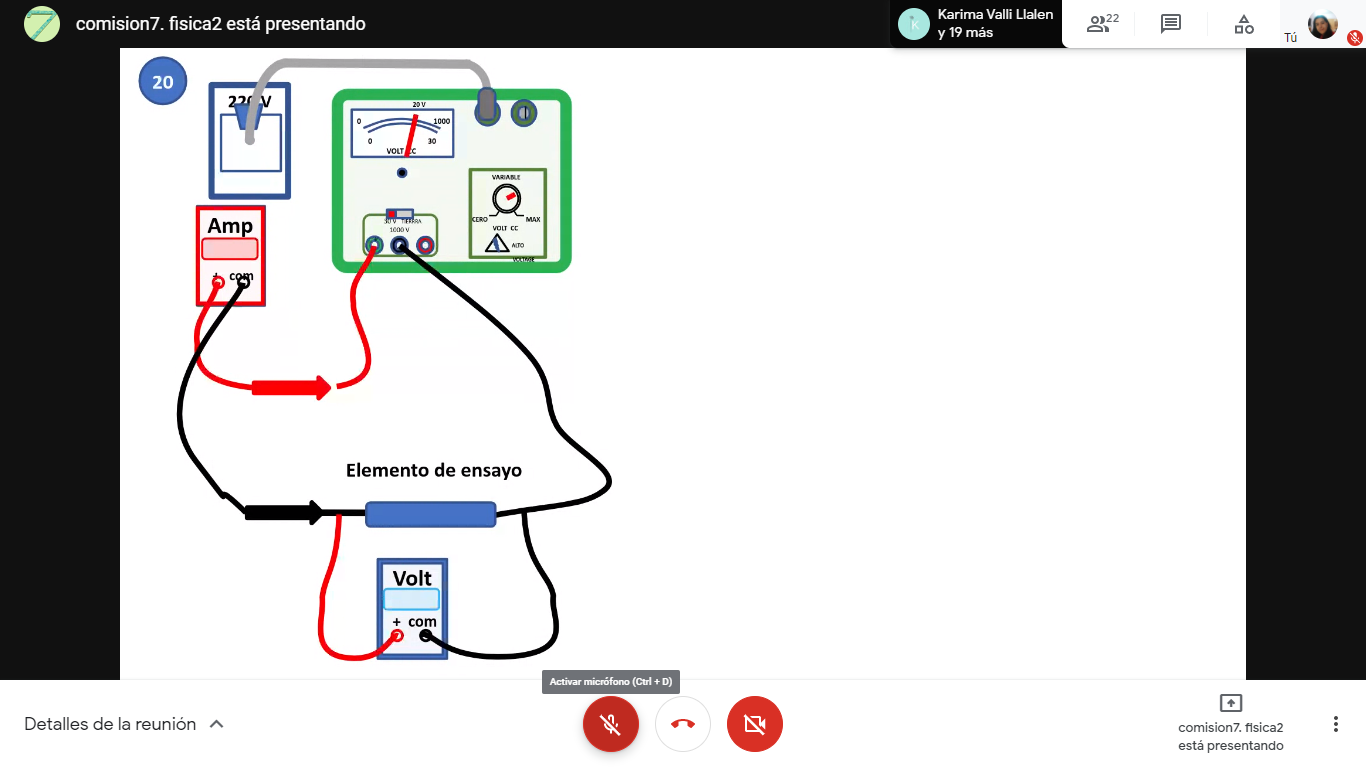 comision7. fisica2 está presentando
k
Karima Valli Llalen
y 19 más
22
Tú
20
220 V
20 V
0
1000
0
30
VOLT CC
VARIABLE
CERO
MAX
VOLT CC
ALTO
VOLTAGE
30 V TIERRRA
1000 V
Amp
+ com
Elemento de ensayo
Volt
+ com
Activar micrófono (Ctrl + D)
Detalles de la reunión
comision7. fisica2
está presentando